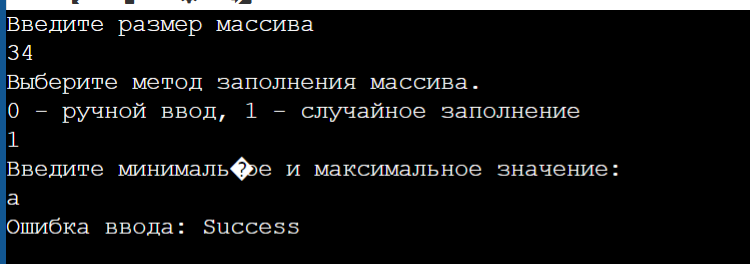 Введите размер массива
34
Выберите метод заполнения массива.
0 - ручной ввод, 1 - случайное заполнение
1
Введите минималь�ое и максимальное значение:
a
Ошибка ввода: Success